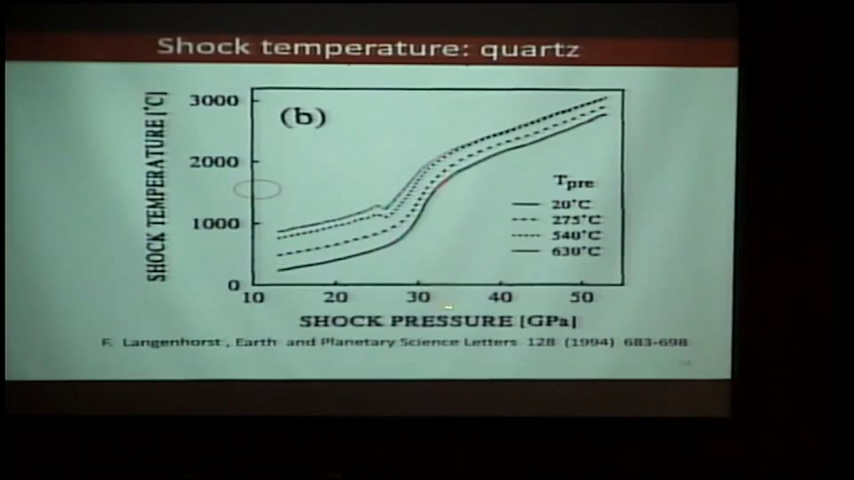 Shock temperature: quartz
SHOCK TEMPERATURE [°C]
3000
2000
1000
0
(b)
Tpre
20°C
275°C
540°C
630°C
10 20 30 40 50
SHOCK PRESSURE [GPa]
F. Langenhorst, Earth and Planetary Science Letters 128 (1994) 683-698